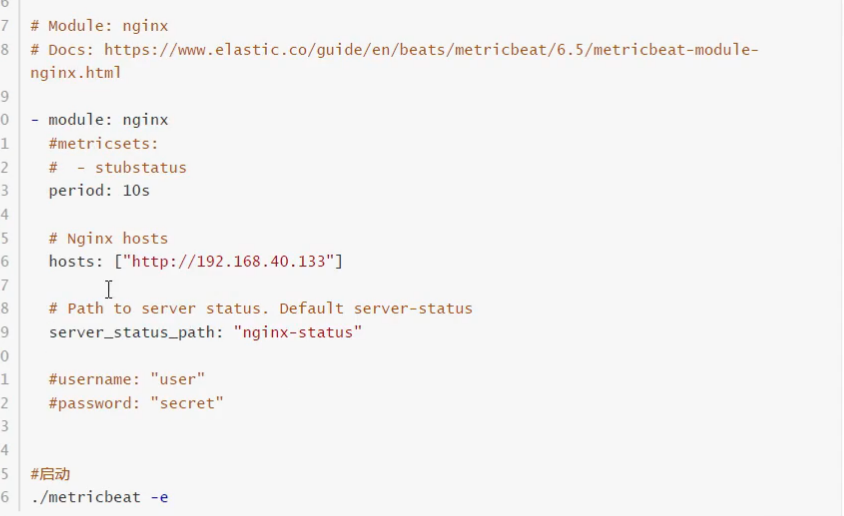 6
7 # Module: nginx
8 # Docs: https://www.elastic.co/guide/en/beats/metricbeat/6.5/metricbeat-module-
nginx.html
9
0 - module: nginx
1 #metricsets:
2 #  - stubstatus
3 period: 10s
4
5 # Nginx hosts
6 hosts: ["http://192.168.40.133"]
7
8 # Path to server status. Default server-status
9 server_status_path: "nginx-status"
0
1 #username: "user"
2 #password: "secret"
3
4
5 #启动
6 ./metricbeat -e